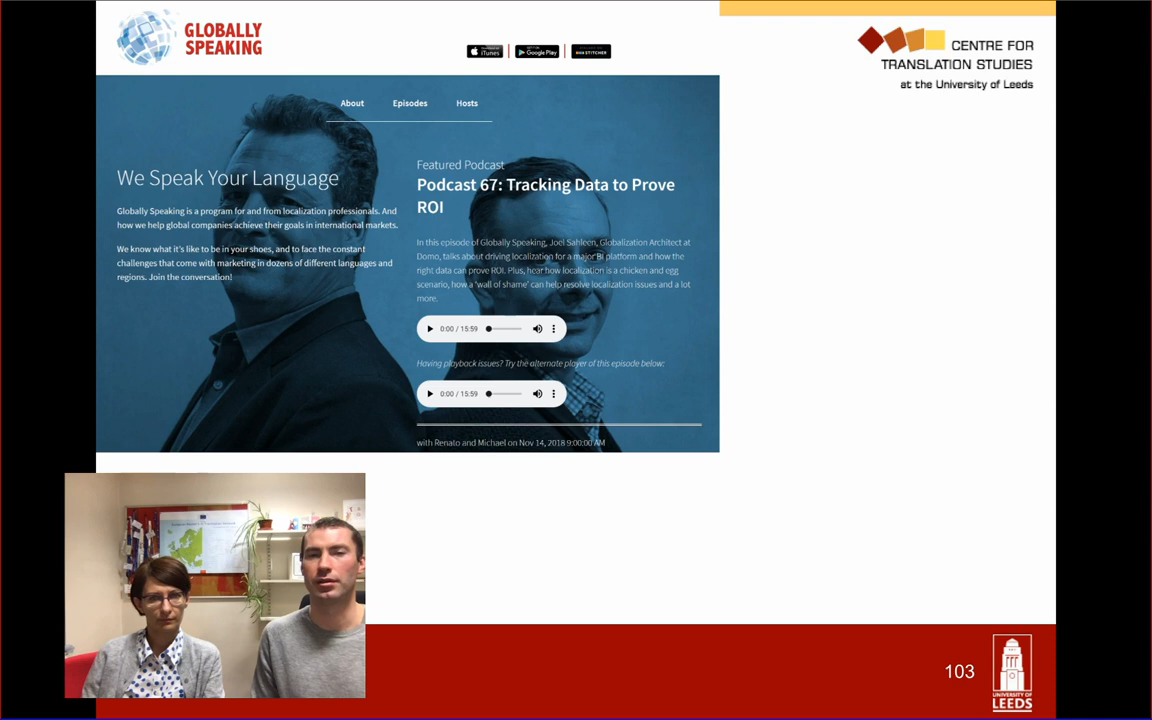 GLOBALLY
SPEAKING
iTunes
Google Play
STITCHER
CENTRE FOR
TRANSLATION STUDIES
at the University of Leeds
About
Episodes
Hosts
We Speak Your Language
Globally Speaking is a program for and from localization professionals. And
how we help global companies achieve their goals in international markets.
We know what it's like to be in your shoes, and to face the constant
challenges that come with marketing in dozens of different languages and
regions. Join the conversation!
Featured Podcast
Podcast 67: Tracking Data to Prove
ROI
In this episode of Globally Speaking, Joel Sahleen, Globalization Architect at
Domo, talks about driving localization for a major BI platform and how the
right data can prove ROI. Plus, hear how localization is a chicken and egg
scenario, how a 'wall of shame' can help resolve localization issues and a lot
more.
0:00 / 15:59
Having playback issues? Try the alternate player of this episode below:
0:00 / 15:59
with Renato and Michael on Nov 14, 2018 9:00:00 AM
103
UNIVERSITY OF
LEEDS